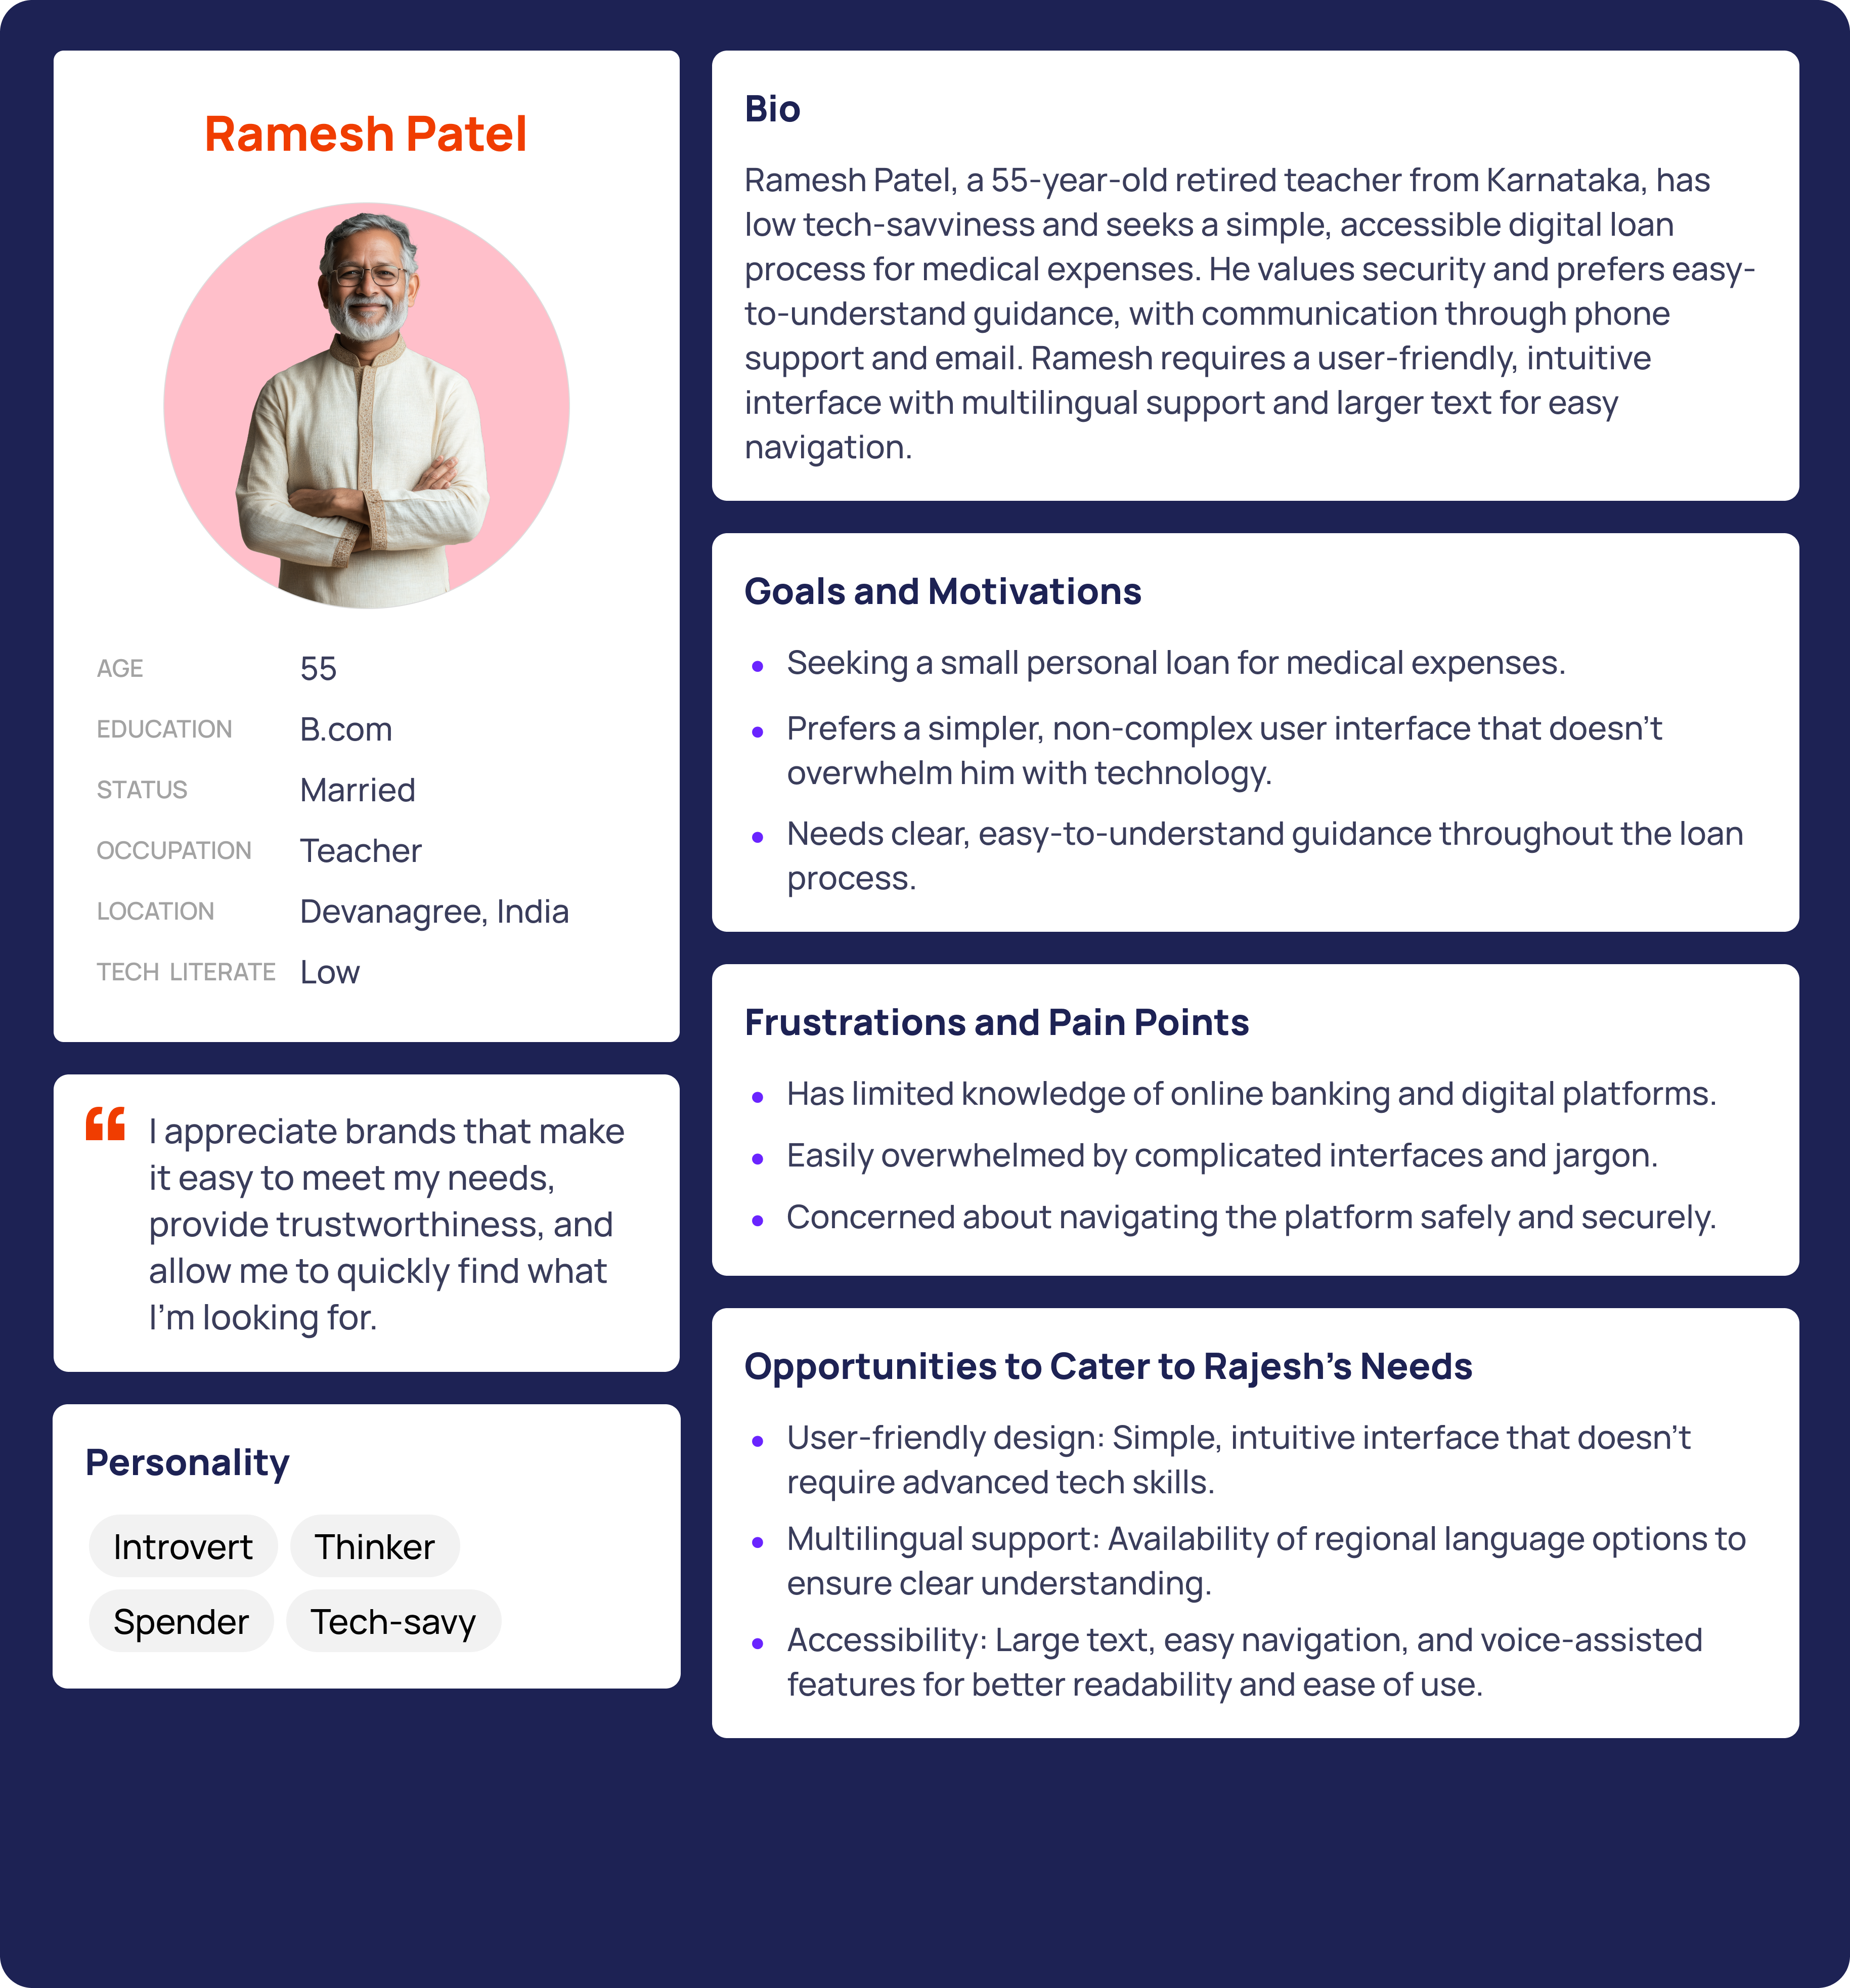 Ramesh Patel
AGE 55
EDUCATION B.com
STATUS Married
OCCUPATION Teacher
LOCATION Devanagree, India
TECH LITERATE Low
“ I appreciate brands that make
it easy to meet my needs,
provide trustworthiness, and
allow me to quickly find what
I’m looking for.
Personality
Introvert Thinker
Spender Tech-savy
Bio
Ramesh Patel, a 55-year-old retired teacher from Karnataka, has
low tech-savviness and seeks a simple, accessible digital loan
process for medical expenses. He values security and prefers easy-
to-understand guidance, with communication through phone
support and email. Ramesh requires a user-friendly, intuitive
interface with multilingual support and larger text for easy
navigation.
Goals and Motivations
• Seeking a small personal loan for medical expenses.
• Prefers a simpler, non-complex user interface that doesn’t
overwhelm him with technology.
• Needs clear, easy-to-understand guidance throughout the loan
process.
Frustrations and Pain Points
• Has limited knowledge of online banking and digital platforms.
• Easily overwhelmed by complicated interfaces and jargon.
• Concerned about navigating the platform safely and securely.
Opportunities to Cater to Rajesh’s Needs
• User-friendly design: Simple, intuitive interface that doesn’t
require advanced tech skills.
• Multilingual support: Availability of regional language options to
ensure clear understanding.
• Accessibility: Large text, easy navigation, and voice-assisted
features for better readability and ease of use.